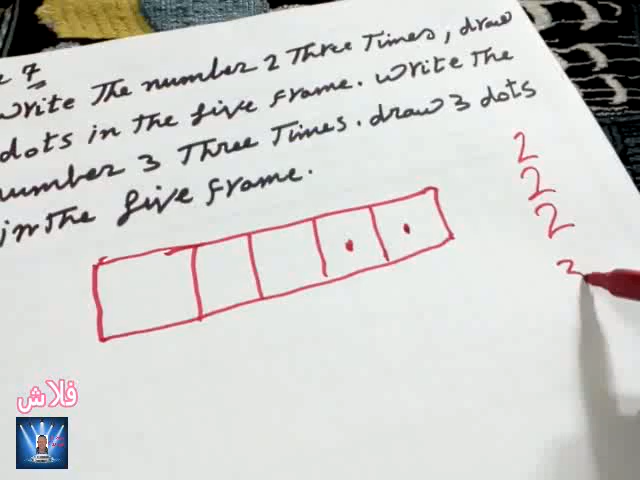 7
write The number 2 Three Times, draw
dots in the five frame. write the
number 3 Three Times. draw 3 dots
in the five frame.
2
2
2
فلاش